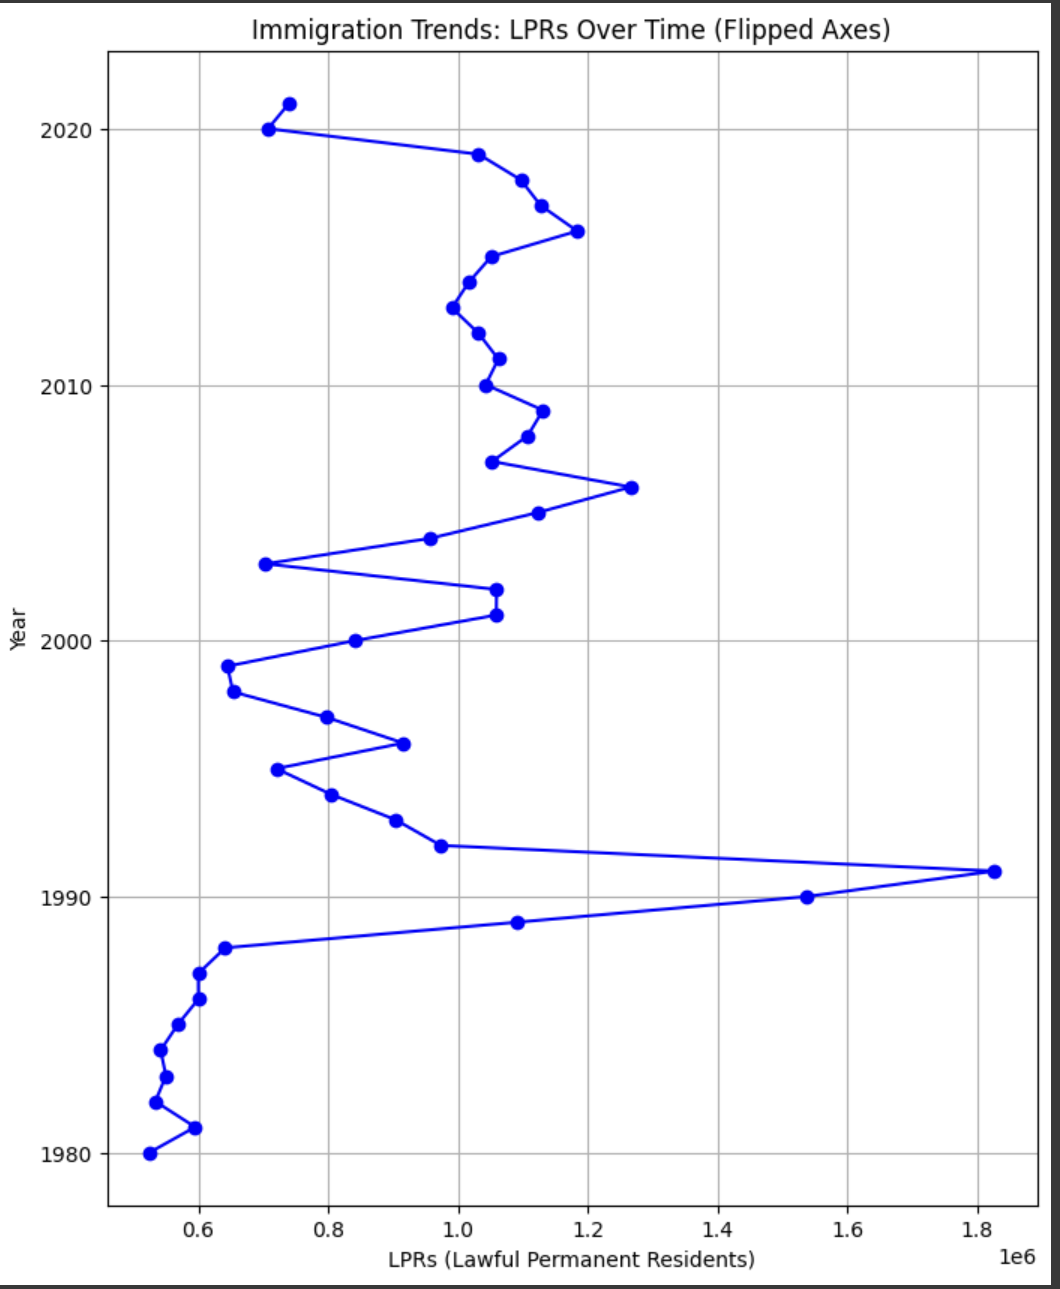 Immigration Trends: LPRs Over Time (Flipped Axes)
2020
2010
2000
1990
1980
Year
0.6 0.8 1.0 1.2 1.4 1.6 1.8
1e6
LPRs (Lawful Permanent Residents)